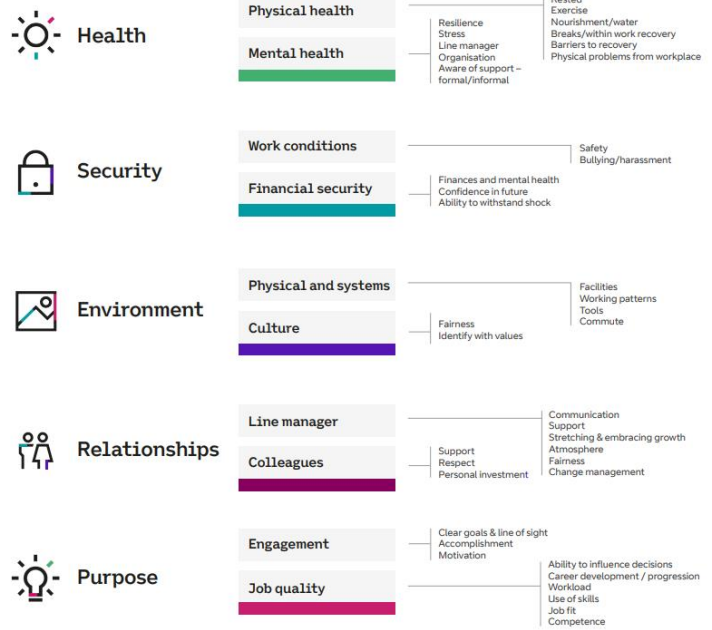 Health
Physical health
Rested
Exercise
Nourishment/water
Breaks/within work recovery
Barriers to recovery
Physical problems from workplace
Mental health
Resilience
Stress
Line manager
Organisation
Aware of support –
formal/informal
Security
Work conditions
Safety
Bullying/harassment
Financial security
Finances and mental health
Confidence in future
Ability to withstand shock
Environment
Physical and systems
Facilities
Working patterns
Tools
Commute
Culture
Fairness
Identify with values
Relationships
Line manager
Communication
Support
Stretching & embracing growth
Atmosphere
Fairness
Change management
Colleagues
Support
Respect
Personal investment
Purpose
Engagement
Clear goals & line of sight
Accomplishment
Motivation
Job quality
Ability to influence decisions
Career development / progression
Workload
Use of skills
Job fit
Competence